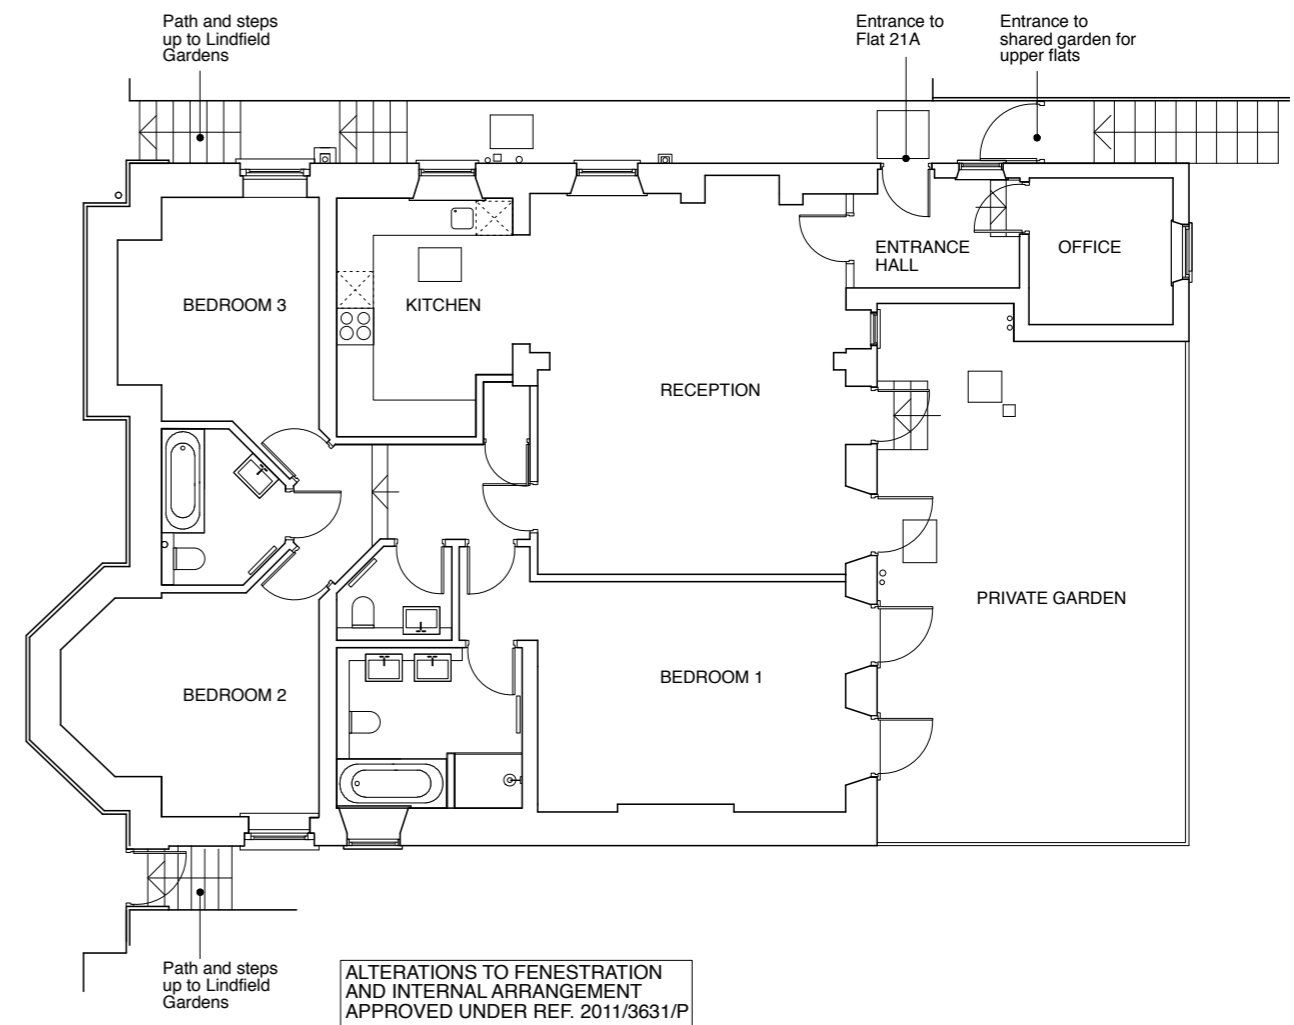 Path and steps
up to Lindfield
Gardens
Entrance to
Flat 21A
Entrance to
shared garden for
upper flats
ENTRANCE
HALL
OFFICE
BEDROOM 3
KITCHEN
RECEPTION
PRIVATE GARDEN
BEDROOM 2
BEDROOM 1
Path and steps
up to Lindfield
Gardens
ALTERATIONS TO FENESTRATION
AND INTERNAL ARRANGEMENT
APPROVED UNDER REF. 2011/3631/P